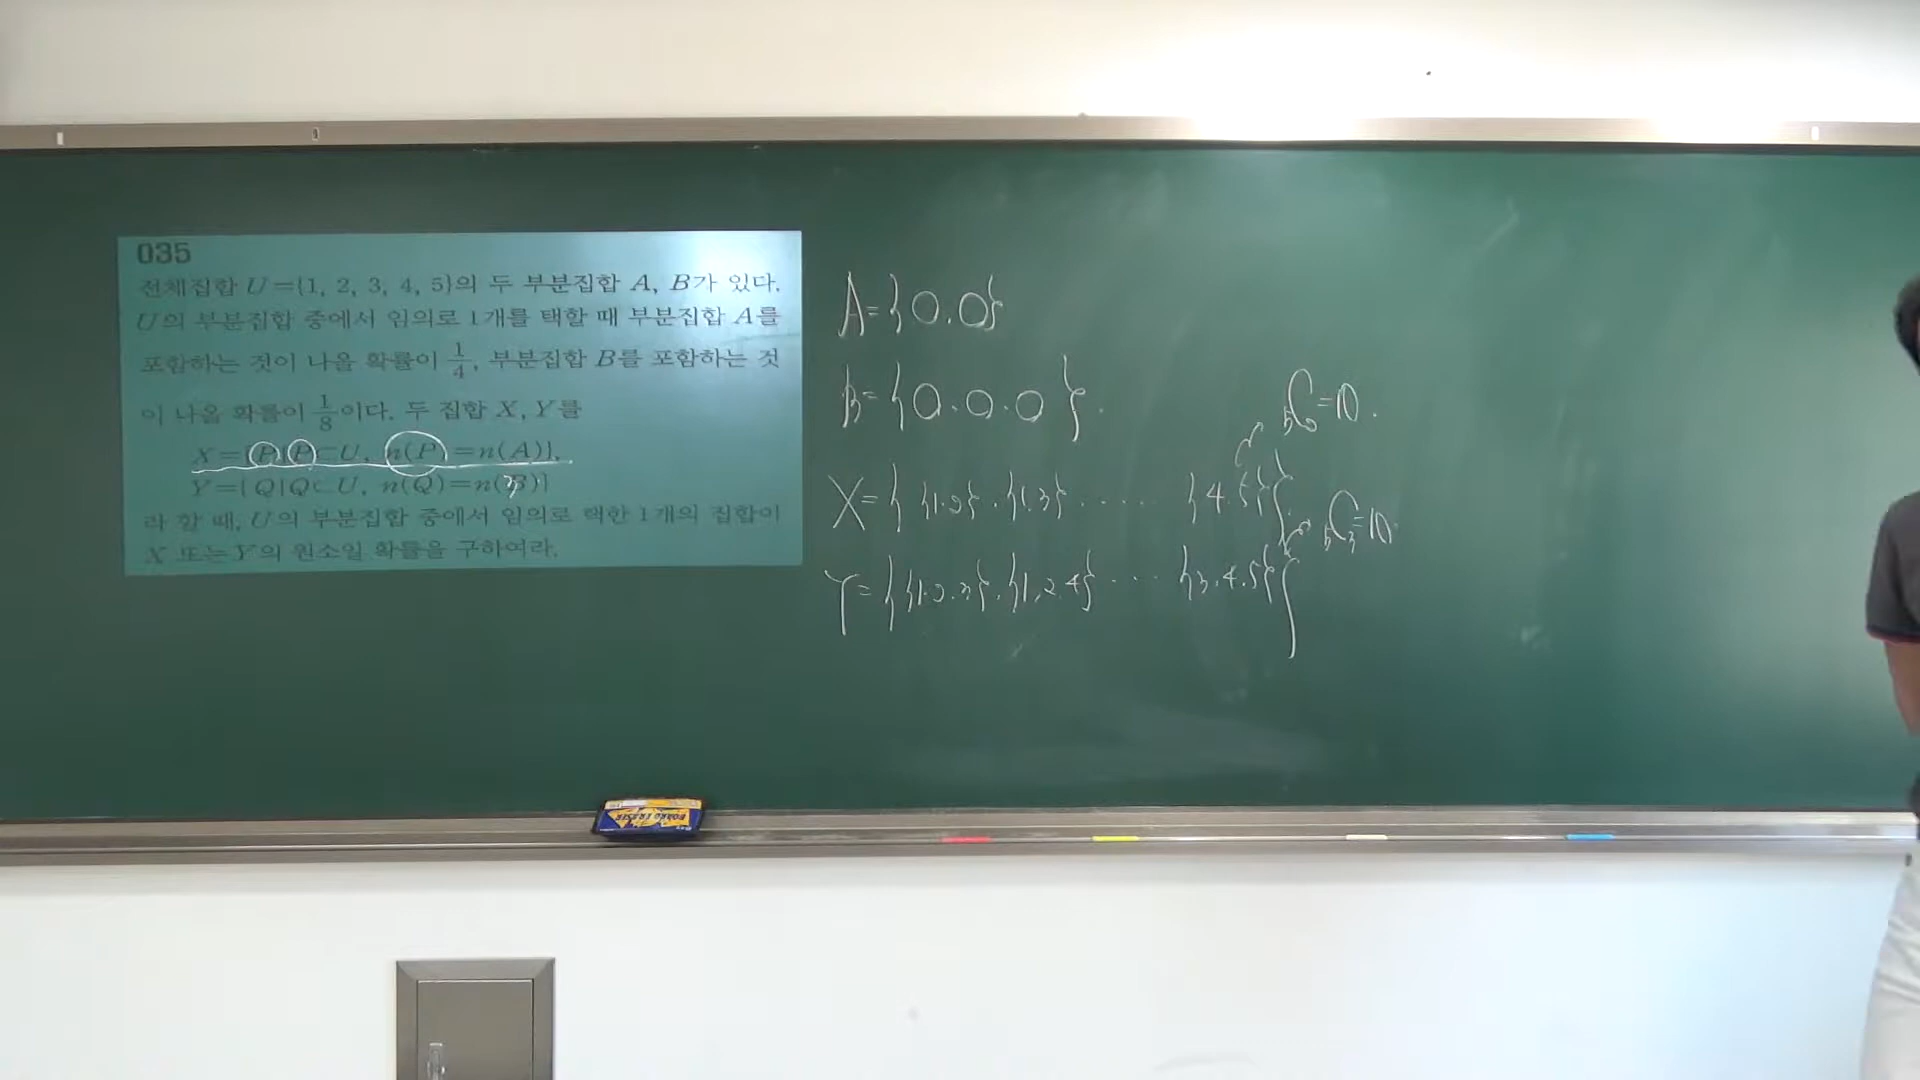 035
전체집합 U={1, 2, 3, 4, 5}의 두 부분집합 A, B가 있다.
U의 부분집합 중에서 임의로 1개를 택할 때 부분집합 A를
포함하는 것이 나올 확률이 1/4, 부분집합 B를 포함하는 것
이 나올 확률이 1/8이다. 두 집합 X, Y를
X={P|P⊂U, n(P)=n(A)},
Y={Q|Q⊂U, n(Q)=n(B)}
라 할 때, U의 부분집합 중에서 임의로 택한 1개의 집합이
X 또는 Y의 원소일 확률을 구하여라.
A={0.0}
B={0.0.0}.
₅C₂=10.
X={{1.2}.{1.3}.....{4.5}}.
₅C₃=10.
Y={{1.2.3}.{1,2.4}...{3.4.5}}
BOARD ERASER